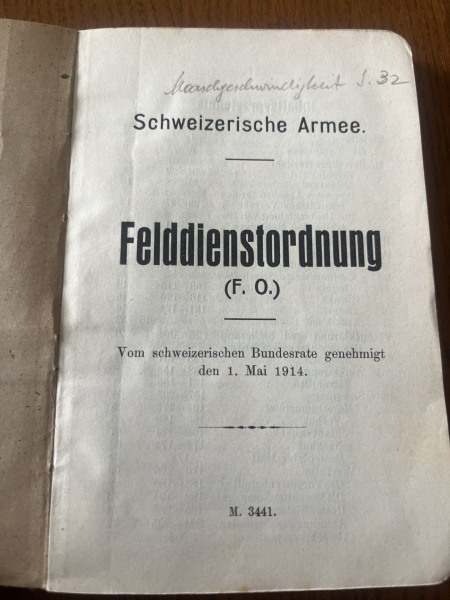 Marschgeschwindigkeit S. 32
Schweizerische Armee.
Felddienstordnung
(F. O.)
Vom schweizerischen Bundesrate genehmigt
den 1. Mai 1914.
M. 3441.